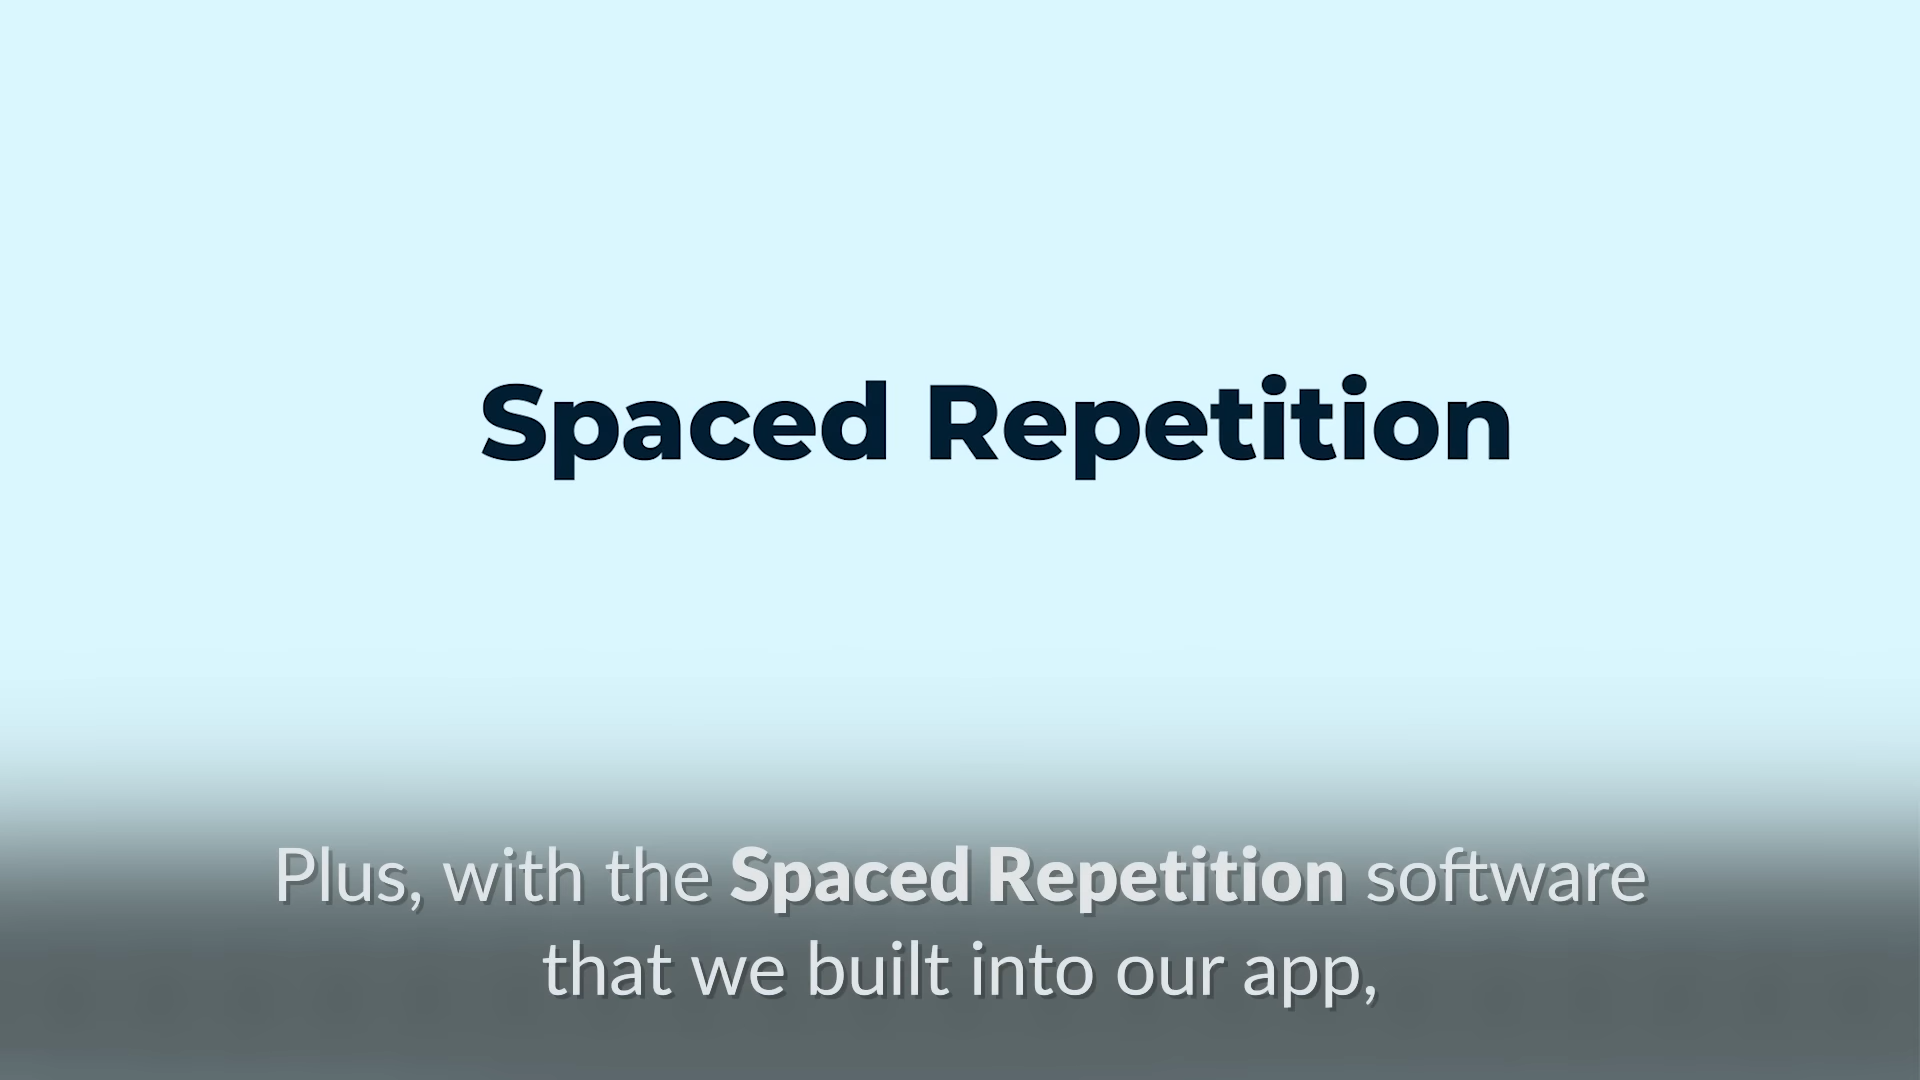 Spaced Repetition
Plus, with the Spaced Repetition software
that we built into our app,